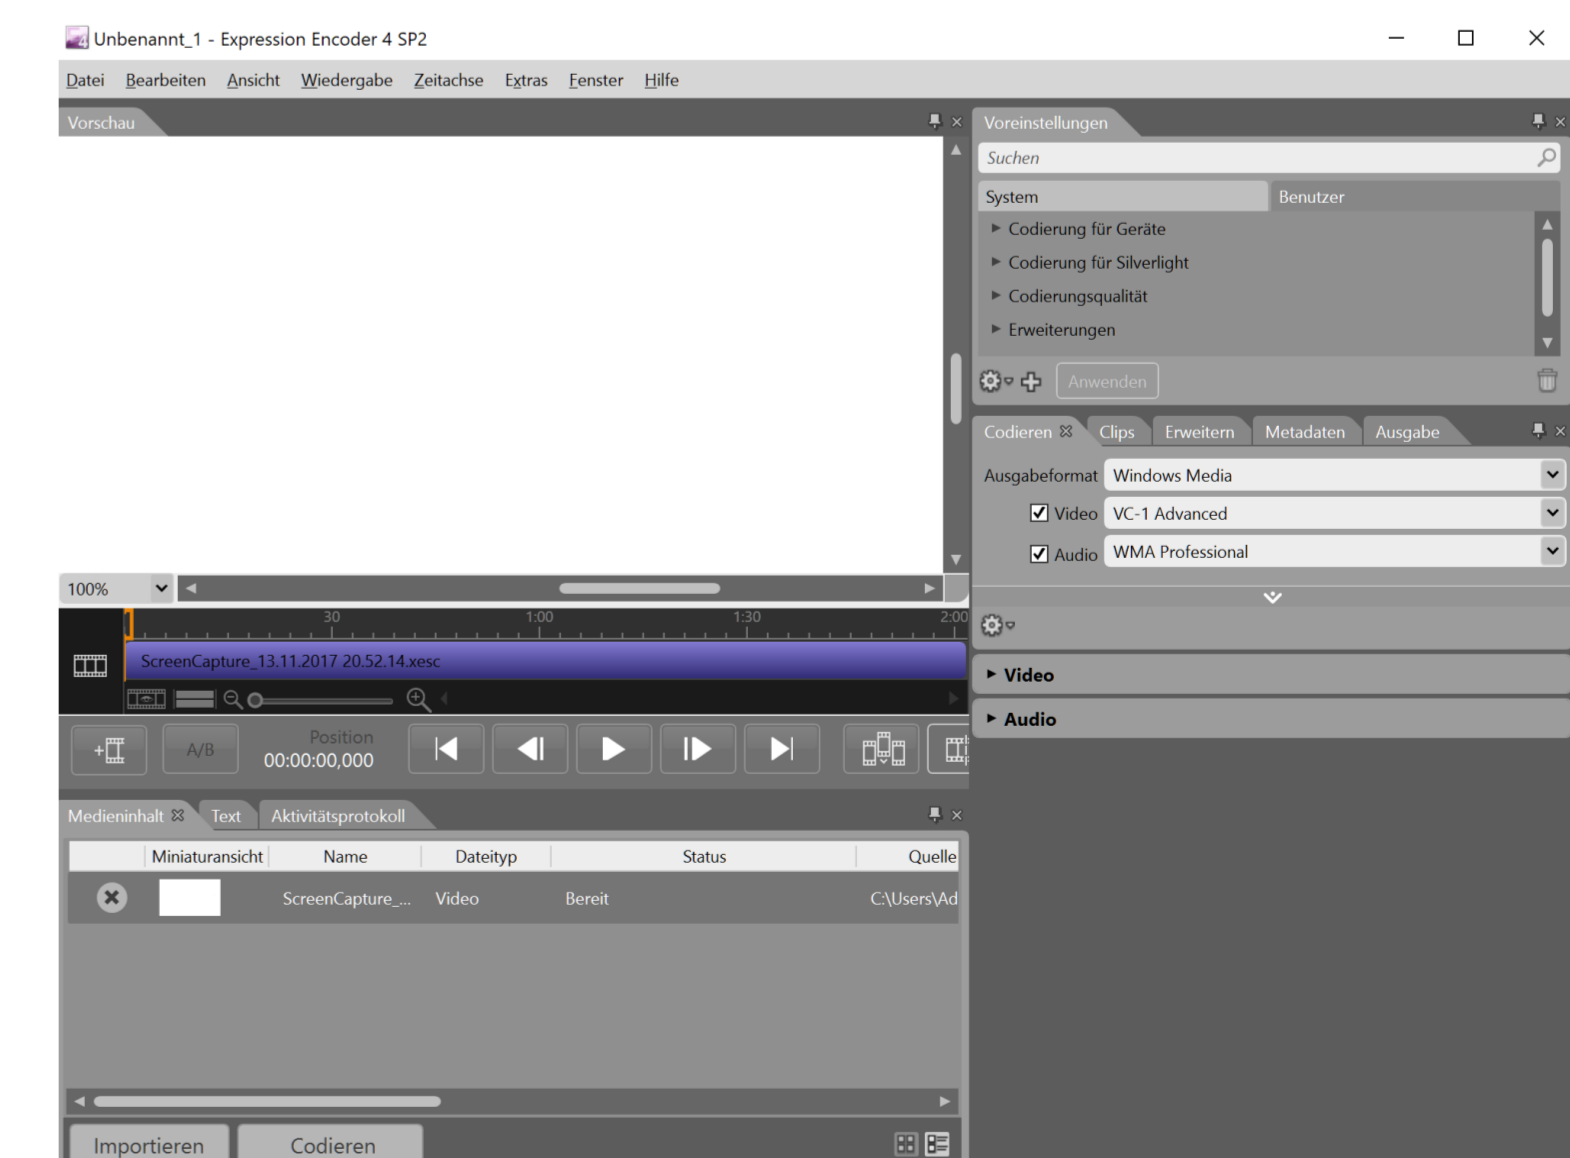 Unbenannt_1 - Expression Encoder 4 SP2
Datei Bearbeiten Ansicht Wiedergabe Zeitachse Extras Fenster Hilfe
Vorschau
100%
30 1:00 1:30 2:00
ScreenCapture_13.11.2017 20.52.14.xesc
A/B
Position
00:00:00,000
Medieninhalt Text Aktivitätsprotokoll
Miniaturansicht Name Dateityp Status Quelle
ScreenCapture_... Video Bereit C:\Users\Ad
Importieren Codieren
Voreinstellungen
Suchen
System Benutzer
Codierung für Geräte
Codierung für Silverlight
Codierungsqualität
Erweiterungen
Anwenden
Codieren Clips Erweitern Metadaten Ausgabe
Ausgabeformat Windows Media
Video VC-1 Advanced
Audio WMA Professional
Video
Audio